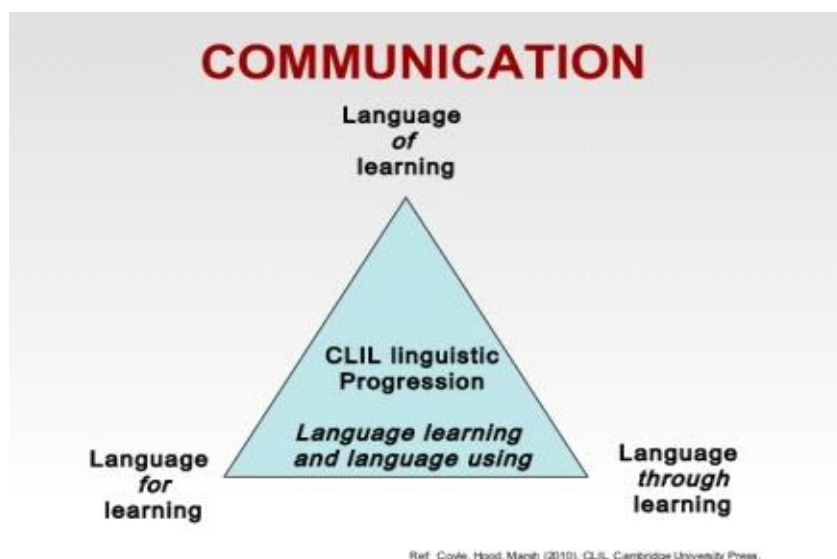 COMMUNICATION
Language
of
learning
CLIL linguistic
Progression
Language learning
and language using
Language
for
learning
Language
through
learning
Ref. Coyle, Hood, Marsh (2010). CLIL. Cambridge University Press.